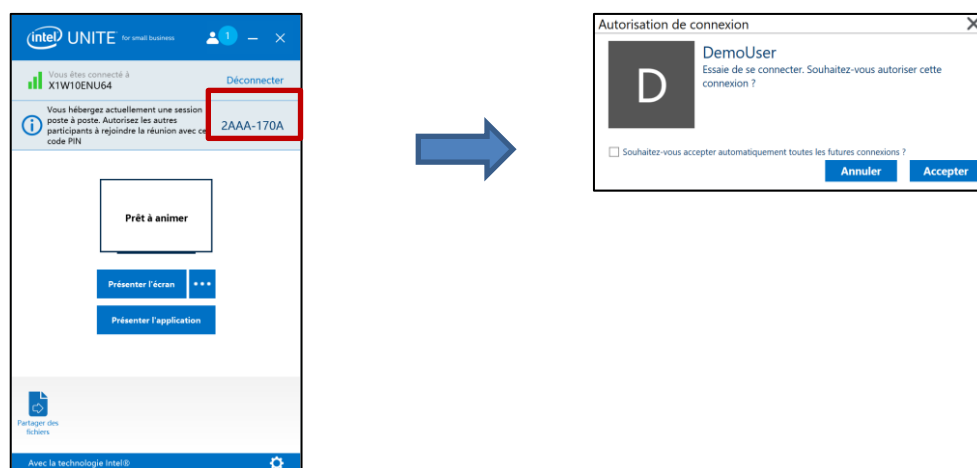 intel UNITE for small business 1
Vous êtes connecté à
X1W10ENU64
Déconnecter
Vous hébergez actuellement une session
poste à poste. Autorisez les autres
participants à rejoindre la réunion avec ce
code PIN
2AAA-170A
Prêt à animer
Présenter l'écran
Présenter l'application
Partager des
fichiers
Avec la technologie Intel®
Autorisation de connexion
D
DemoUser
Essaie de se connecter. Souhaitez-vous autoriser cette
connexion ?
Souhaitez-vous accepter automatiquement toutes les futures connexions ?
Annuler Accepter